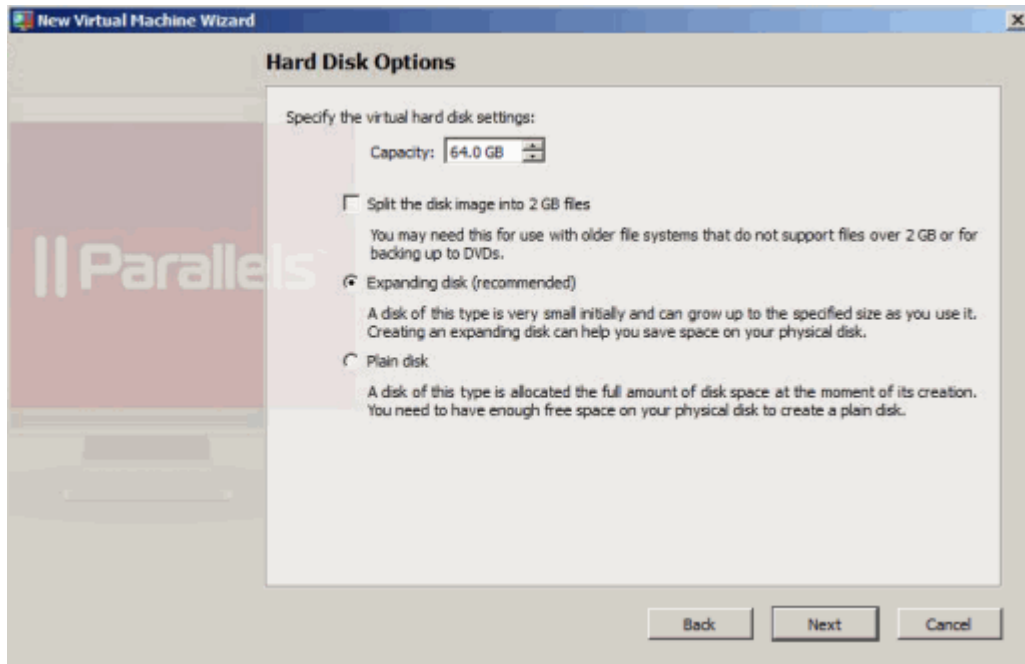 New Virtual Machine Wizard
Hard Disk Options
Specify the virtual hard disk settings:
Capacity: 64.0 GB
Split the disk image into 2 GB files
You may need this for use with older file systems that do not support files over 2 GB or for
backing up to DVDs.
|| Parallels
Expanding disk (recommended)
A disk of this type is very small initially and can grow up to the specified size as you use it.
Creating an expanding disk can help you save space on your physical disk.
Plain disk
A disk of this type is allocated the full amount of disk space at the moment of its creation.
You need to have enough free space on your physical disk to create a plain disk.
Back Next Cancel